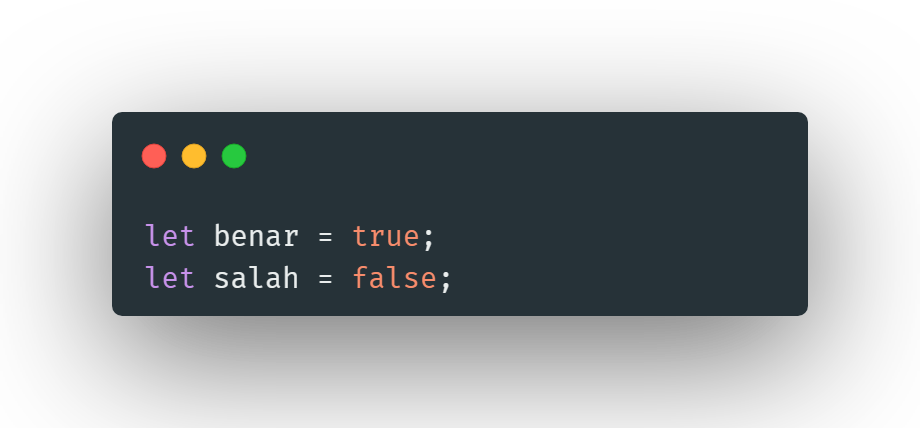 let benar = true;
let salah = false;